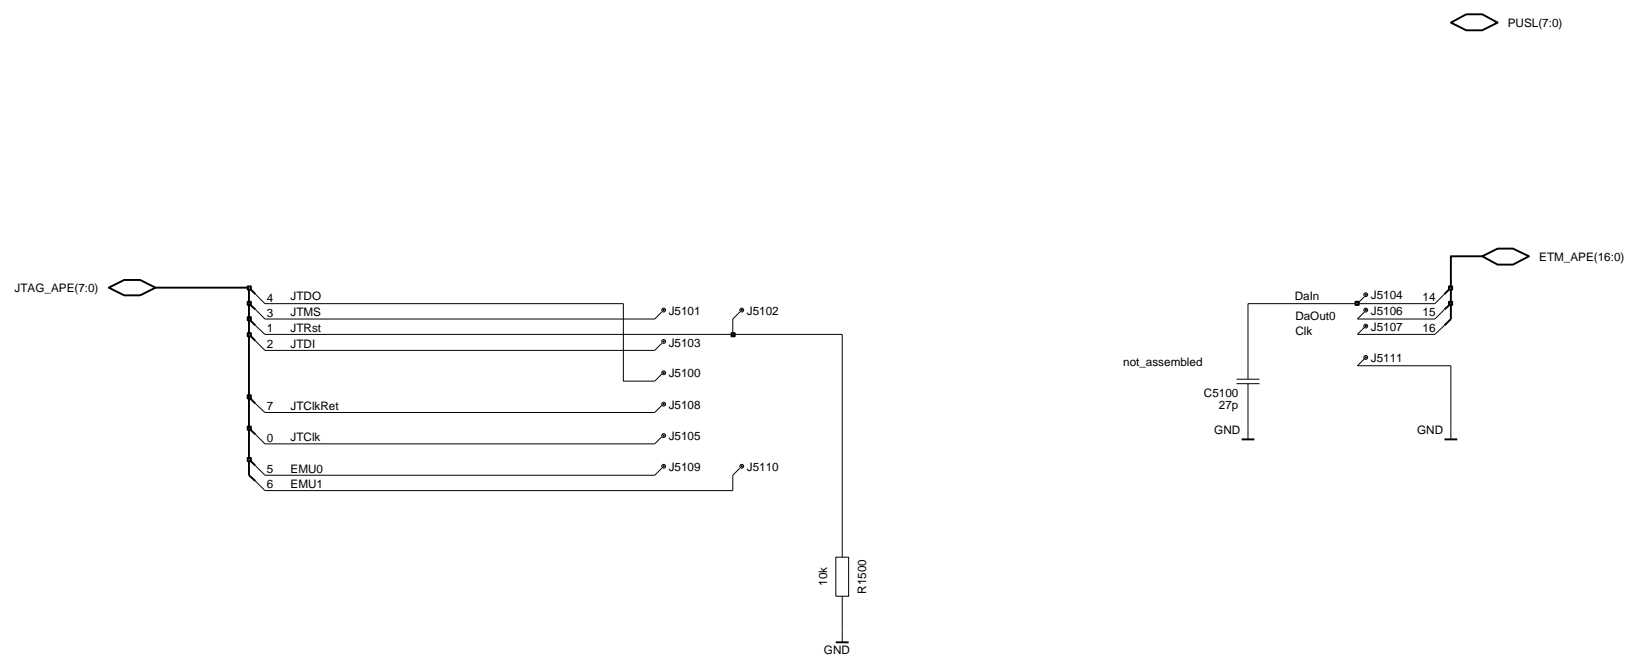 PUSL(7:0)
ETM_APE(16:0)
JTAG_APE(7:0)
4 JTDO
3 JTMS J5101 J5102
1 JTRst
2 JTDI J5103
J5100
7 JTClkRet J5108
0 JTClk J5105
5 EMU0 J5109 J5110
6 EMU1
10k R1500
GND
DaIn J5104 14
DaOut0 J5106 15
Clk J5107 16
not_assembled J5111
C5100
27p
GND GND